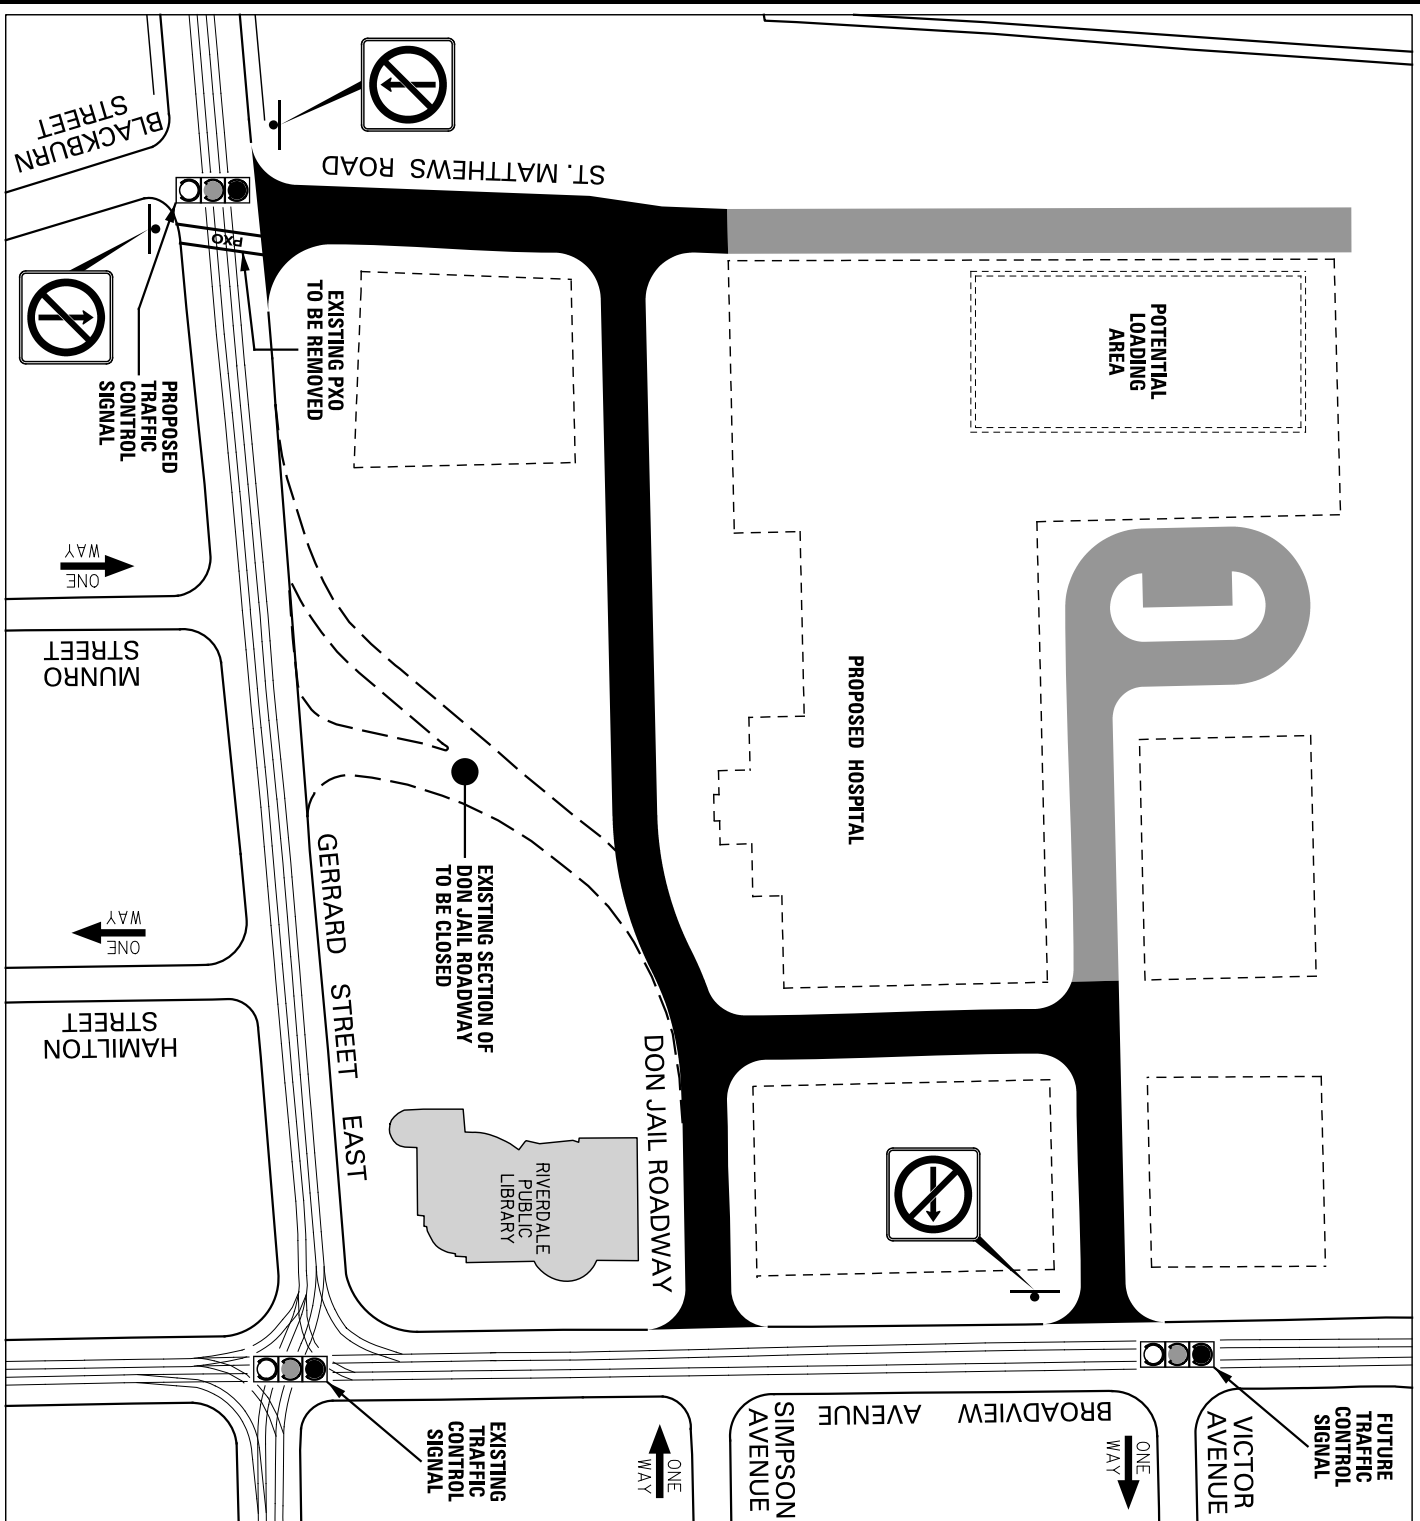 BLACKBURN
STREET
ST. MATTHEWS ROAD
PXO
EXISTING PXO
TO BE REMOVED
PROPOSED
TRAFFIC
CONTROL
SIGNAL
POTENTIAL
LOADING
AREA
ONE
WAY
MUNRO
STREET
PROPOSED HOSPITAL
ONE
WAY
HAMILTON
STREET
GERRARD STREET EAST
EXISTING SECTION OF
DON JAIL ROADWAY
TO BE CLOSED
DON JAIL ROADWAY
RIVERDALE
PUBLIC
LIBRARY
EXISTING
TRAFFIC
CONTROL
SIGNAL
ONE
WAY
SIMPSON
AVENUE
BROADVIEW AVENUE
ONE
WAY
VICTOR
AVENUE
FUTURE
TRAFFIC
CONTROL
SIGNAL